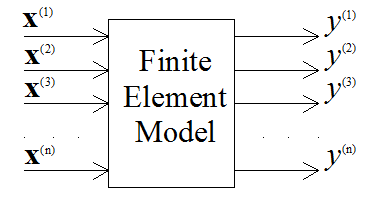 x⁽¹⁾ y⁽¹⁾
x⁽²⁾ y⁽²⁾
x⁽³⁾ y⁽³⁾
Finite
Element
Model
. . . . . .
x⁽ⁿ⁾ y⁽ⁿ⁾